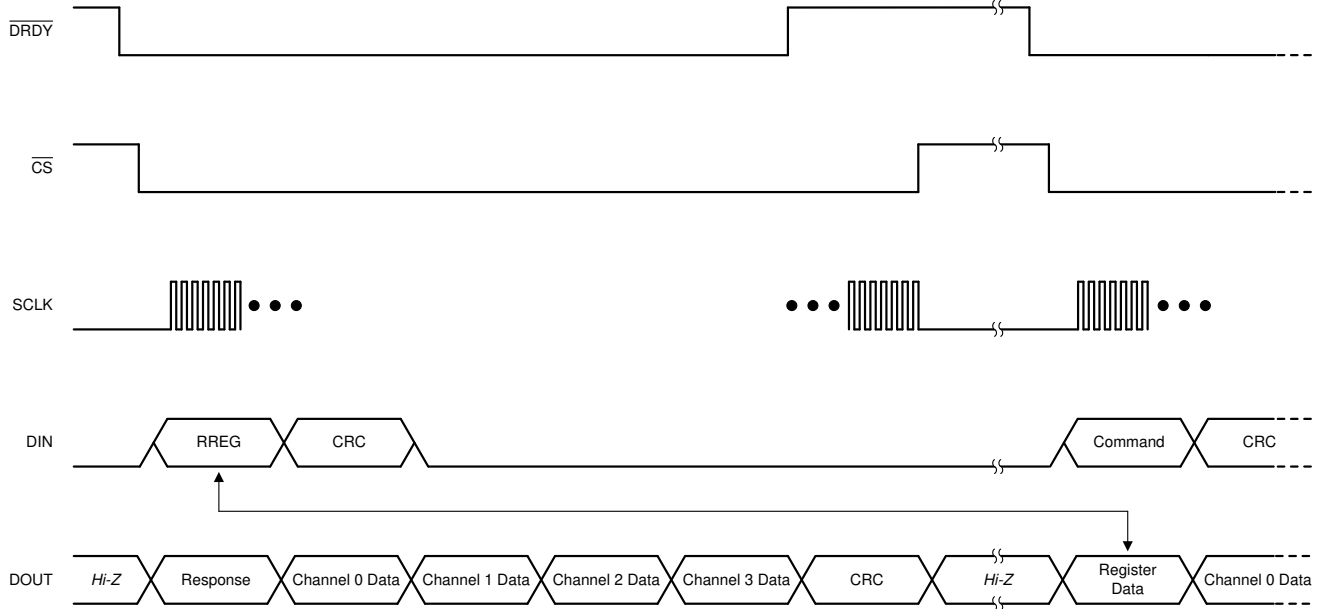 DRDY
CS
SCLK
DIN RREG CRC Command CRC
DOUT Hi-Z Response Channel 0 Data Channel 1 Data Channel 2 Data Channel 3 Data CRC Hi-Z Register Data Channel 0 Data